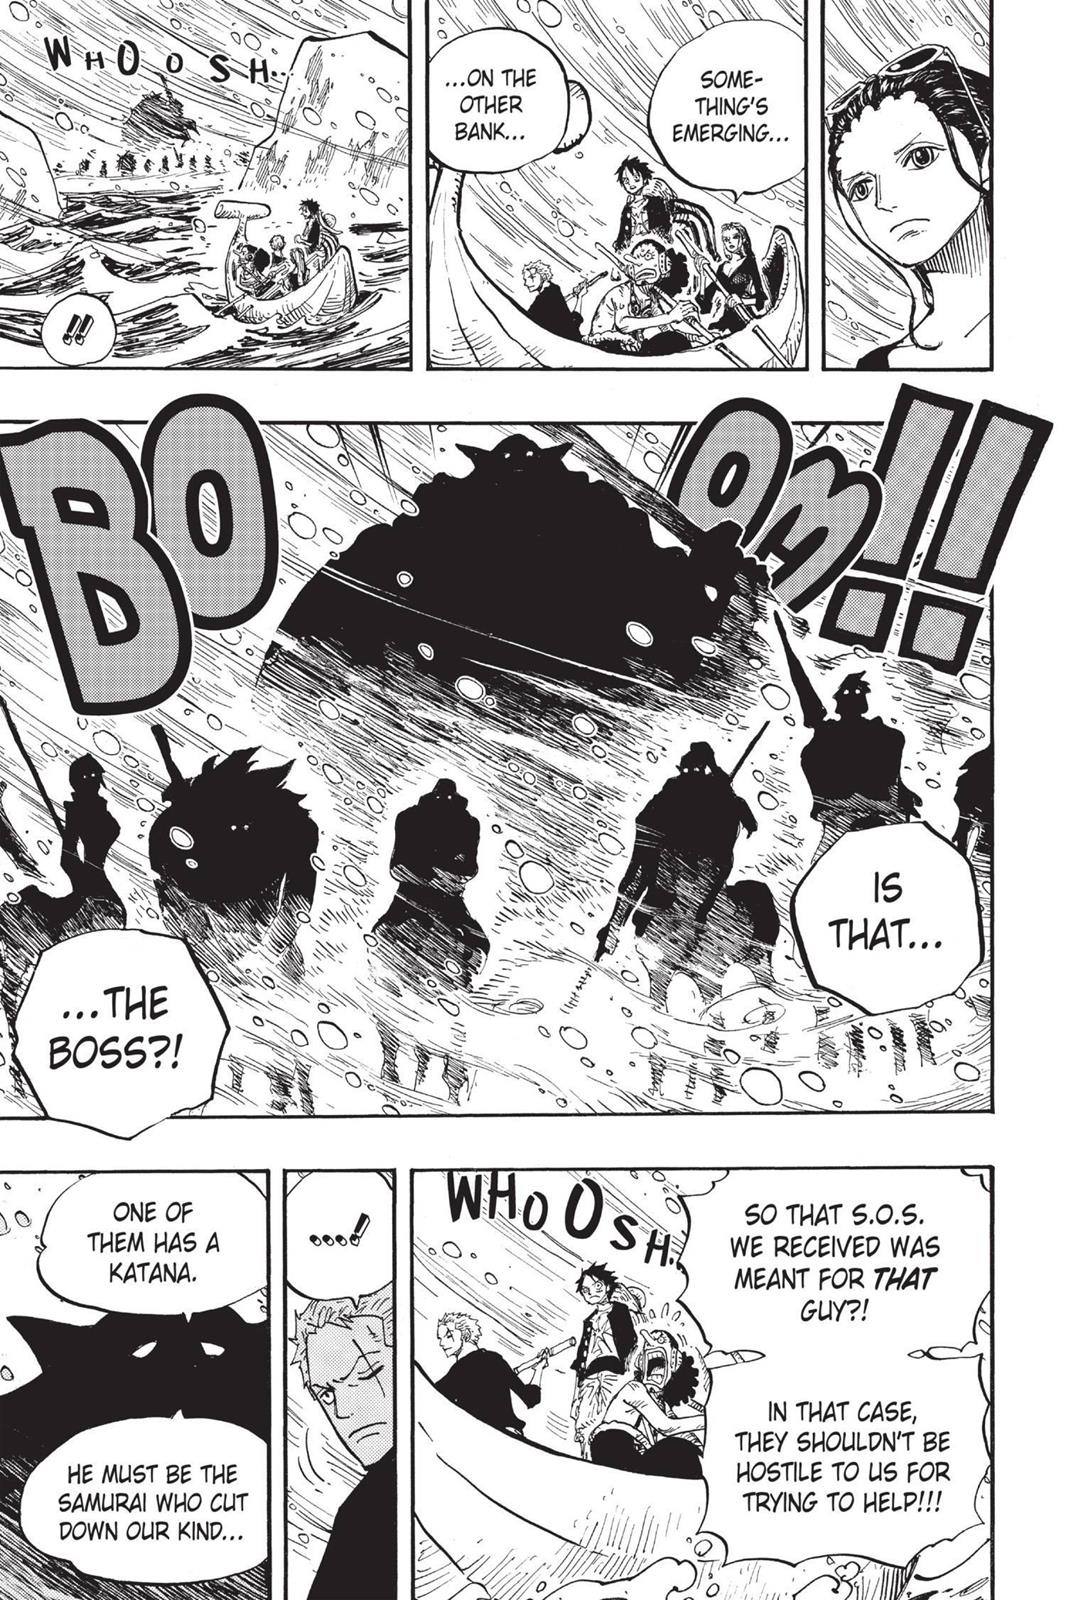 SOME-
THING'S
EMERGING...
...ON THE
OTHER
BANK...
WHOOSH...
!!
BOOM!!
IS
THAT...
...THE
BOSS?!
WHOOSH...
SO THAT S.O.S.
WE RECEIVED WAS
MEANT FOR THAT
GUY?!
IN THAT CASE,
THEY SHOULDN'T BE
HOSTILE TO US FOR
TRYING TO HELP!!!
....!!
ONE OF
THEM HAS A
KATANA.
HE MUST BE THE
SAMURAI WHO CUT
DOWN OUR KIND...